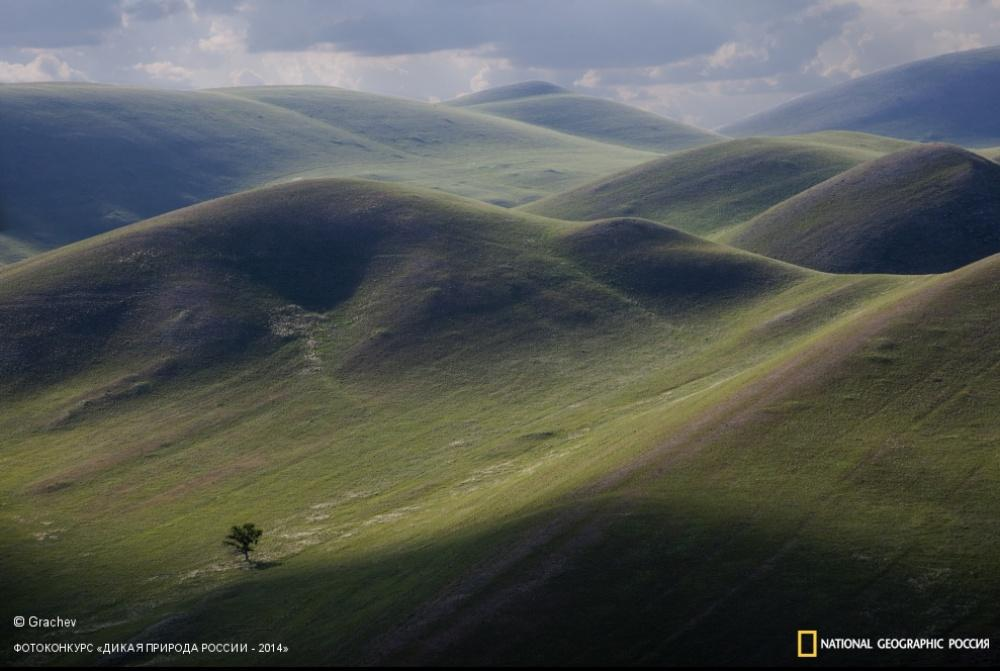 © Grachev
ФОТОКОНКУРС «ДИКАЯ ПРИРОДА РОССИИ - 2014»
NATIONAL GEOGRAPHIC РОССИЯ